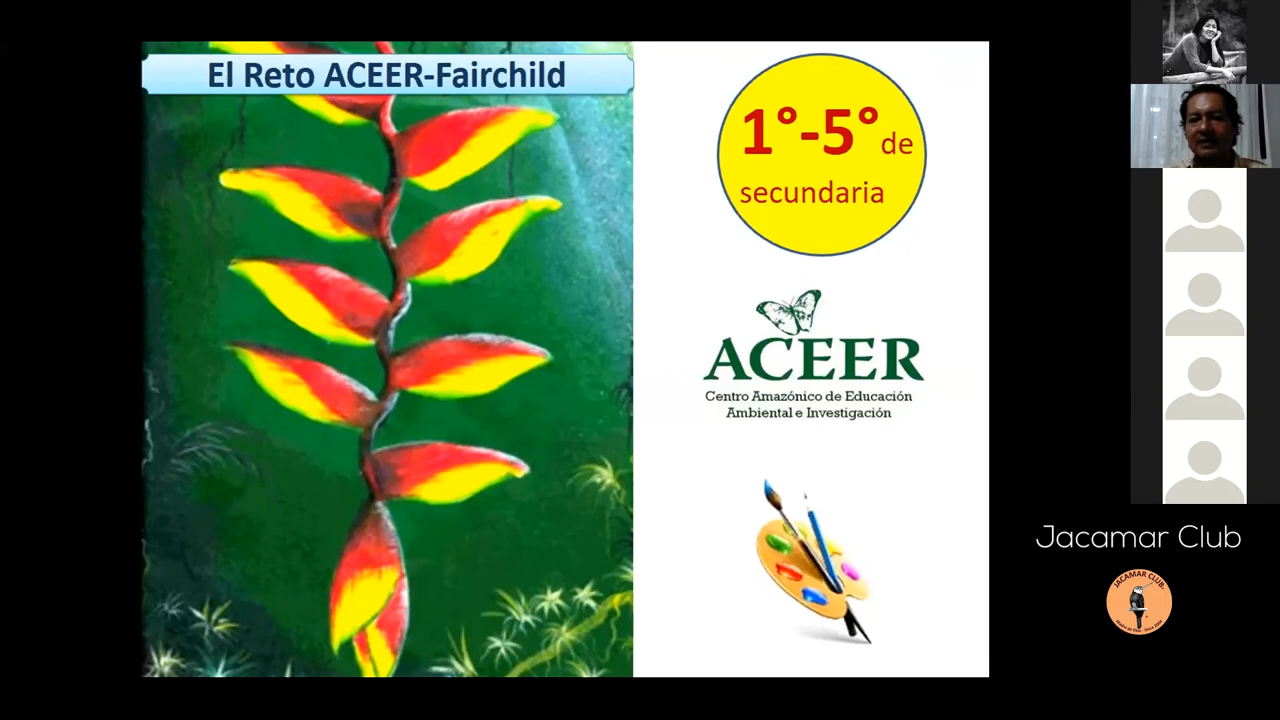 El Reto ACEER-Fairchild
1°-5° de
secundaria
ACEER
Centro Amazónico de Educación
Ambiental e Investigación
Jacamar Club
JACAMAR CLUB